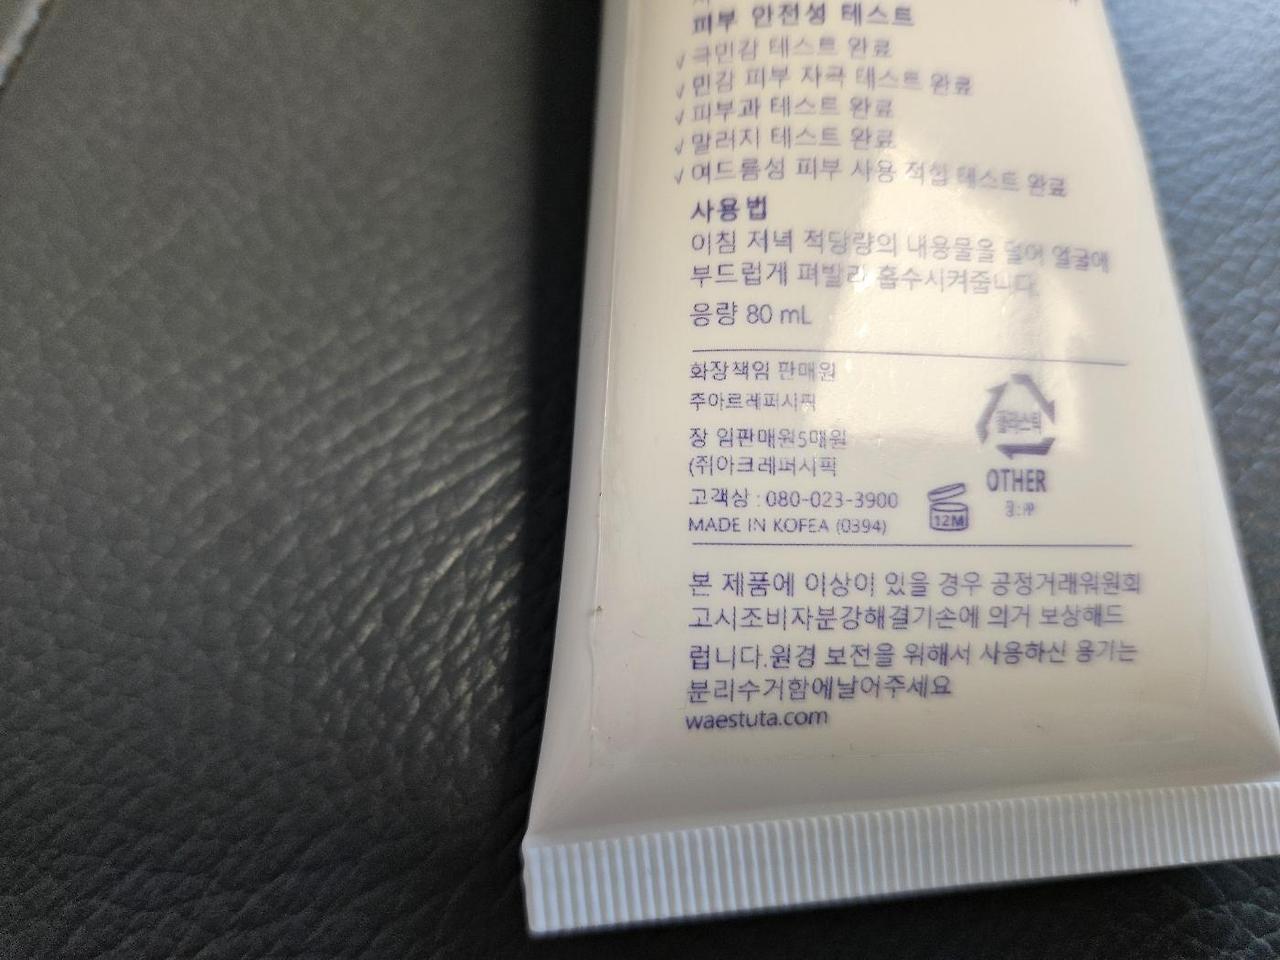 피부 안전성 테스트
√ 극민감 테스트 완료
√ 민감 피부 자극 테스트 완료
√ 피부과 테스트 완료
√ 말러지 테스트 완료
√ 여드름성 피부 사용 적합 테스트 완료
사용법
이침 저녁 적당량의 내용물을 덜어 얼굴에
부드럽게 펴발라 흡수시켜줍니다.
응량 80 mL
화장책임 판매원
주아르레퍼시픽
장 임판매원5매원
(쥐아크레퍼시픽
고객상 : 080-023-3900
MADE IN KOFEA (0394)
12M
플라스틱
OTHER
본 제품에 이상이 있을 경우 공정거래워원회
고시조비자분강해결기손에 의거 보상해드
럽니다.원경 보전을 위해서 사용하신 용기는
분리수거함에날어주세요
waestuta.com